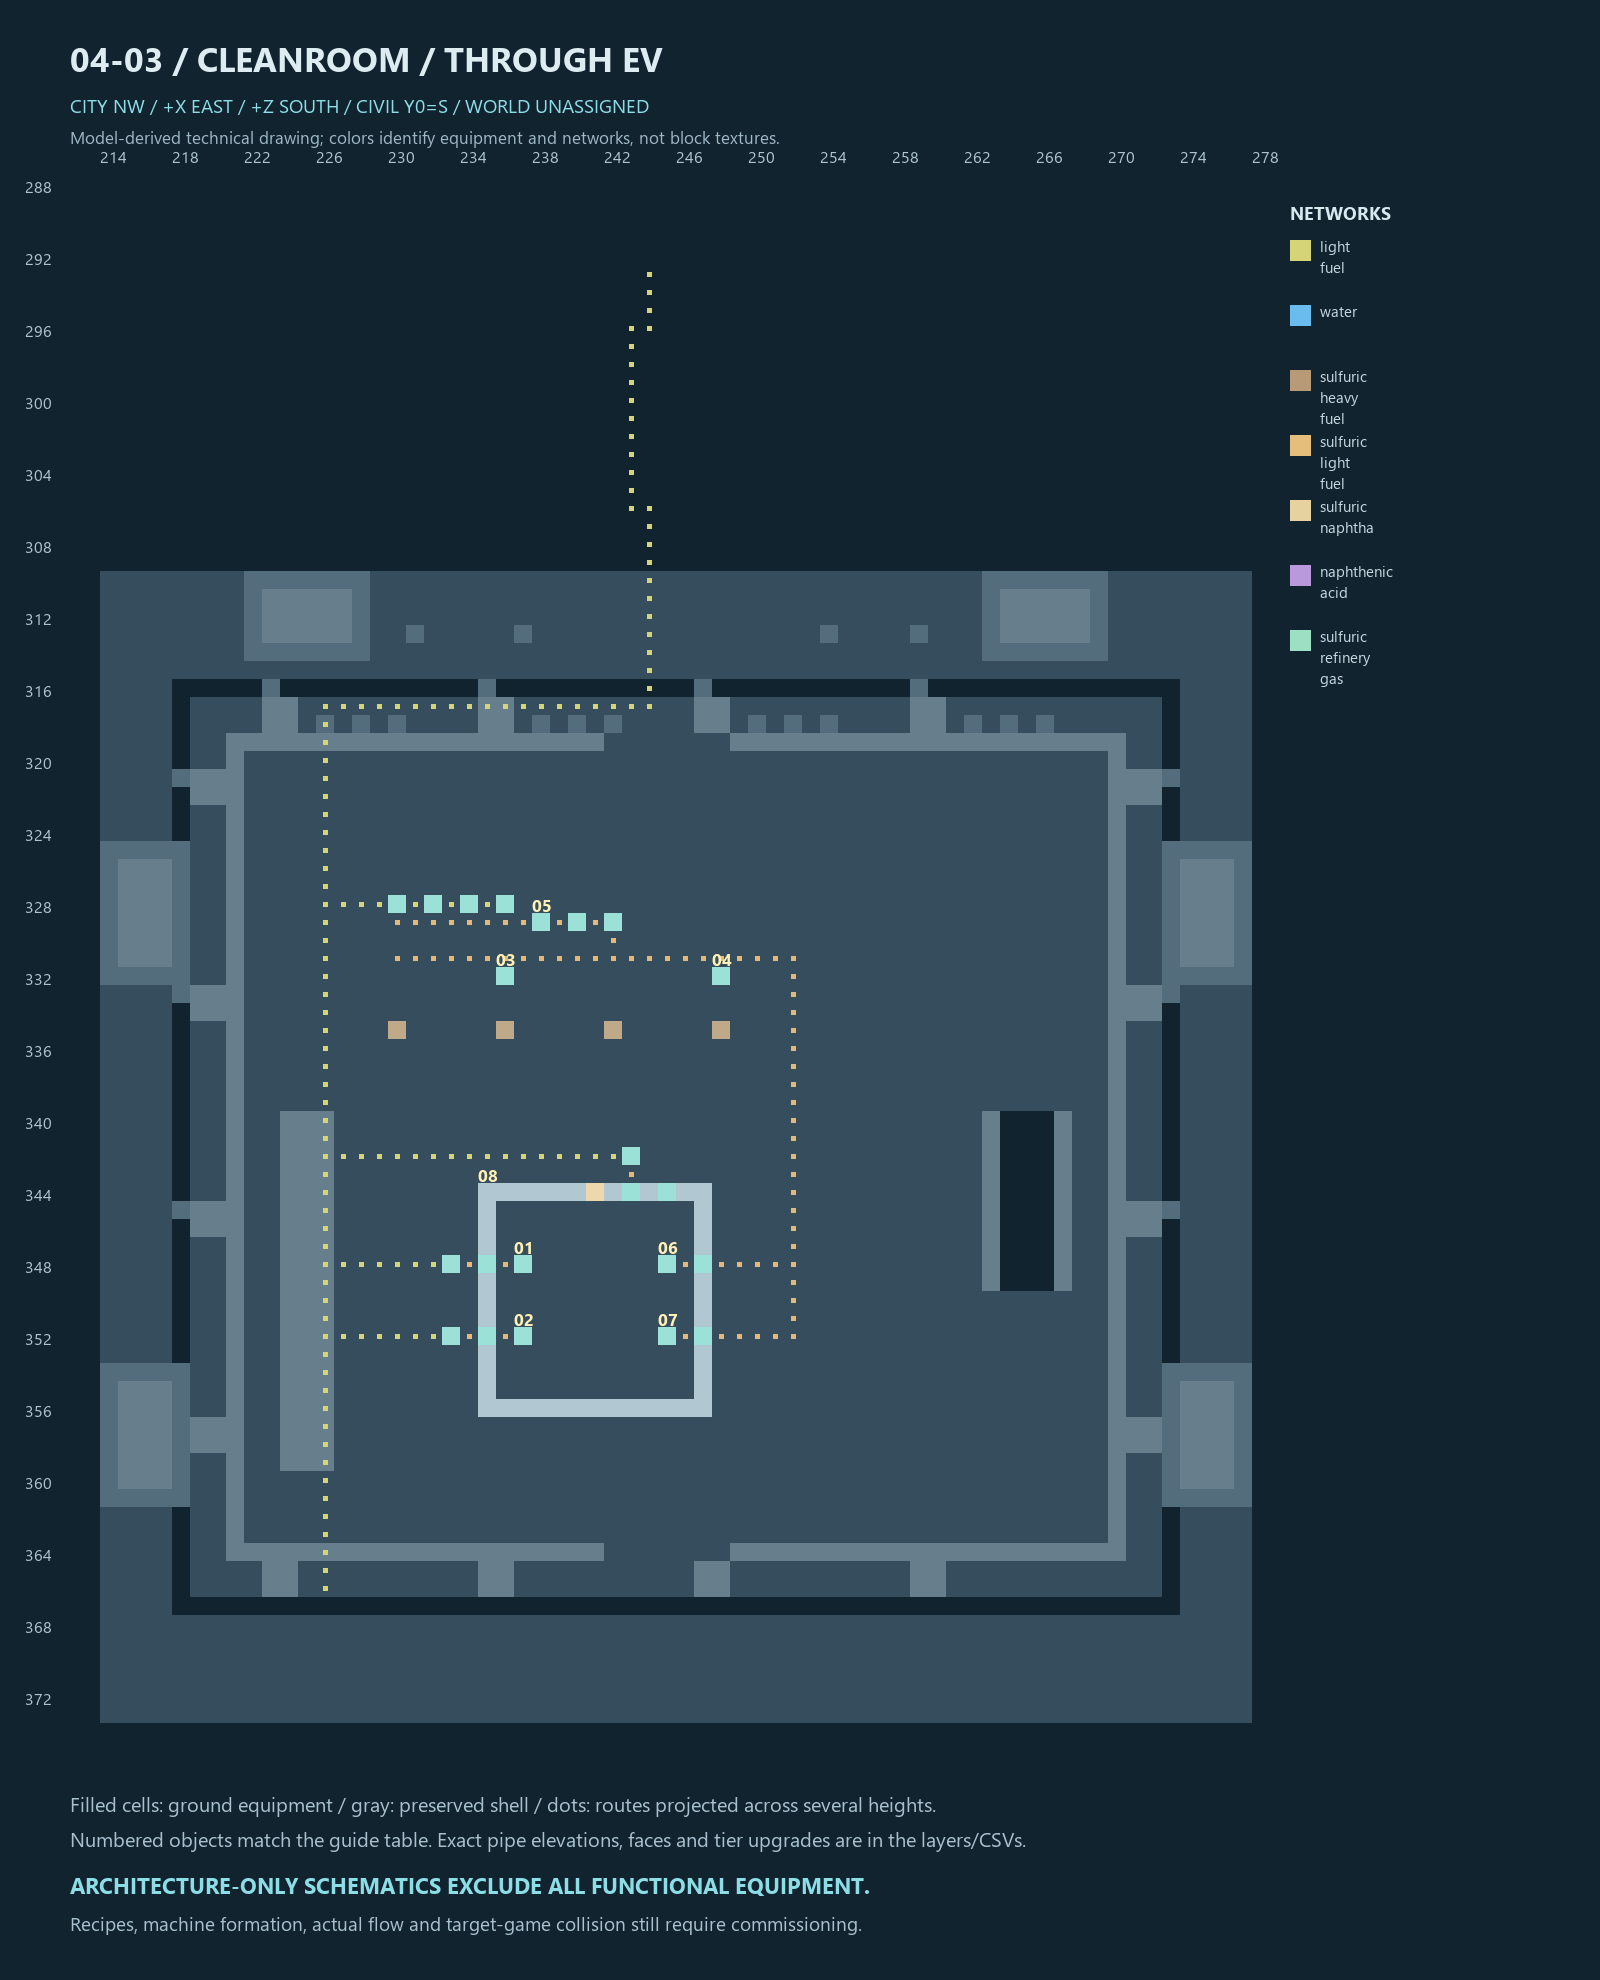 04-03 / CLEANROOM / THROUGH EV
CITY NW / +X EAST / +Z SOUTH / CIVIL Y0=S / WORLD UNASSIGNED
Model-derived technical drawing; colors identify equipment and networks, not block textures.
214 218 222 226 230 234 238 242 246 250 254 258 262 266 270 274 278
288
NETWORKS
light
fuel
292
water
296
sulfuric
heavy
fuel
300
sulfuric
light
fuel
304
sulfuric
naphtha
308
naphthenic
acid
312
sulfuric
refinery
gas
316
320
324
328
05
03 04
332
336
340
08
344
01 06
348
02 07
352
356
360
364
368
372
Filled cells: ground equipment / gray: preserved shell / dots: routes projected across several heights.
Numbered objects match the guide table. Exact pipe elevations, faces and tier upgrades are in the layers/CSVs.
ARCHITECTURE-ONLY SCHEMATICS EXCLUDE ALL FUNCTIONAL EQUIPMENT.
Recipes, machine formation, actual flow and target-game collision still require commissioning.